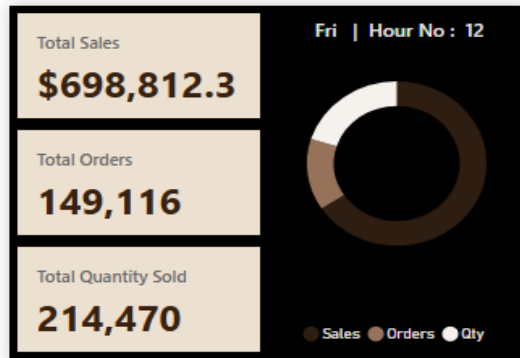 Total Sales
$698,812.3
Total Orders
149,116
Total Quantity Sold
214,470
Fri | Hour No : 12
Sales Orders Qty